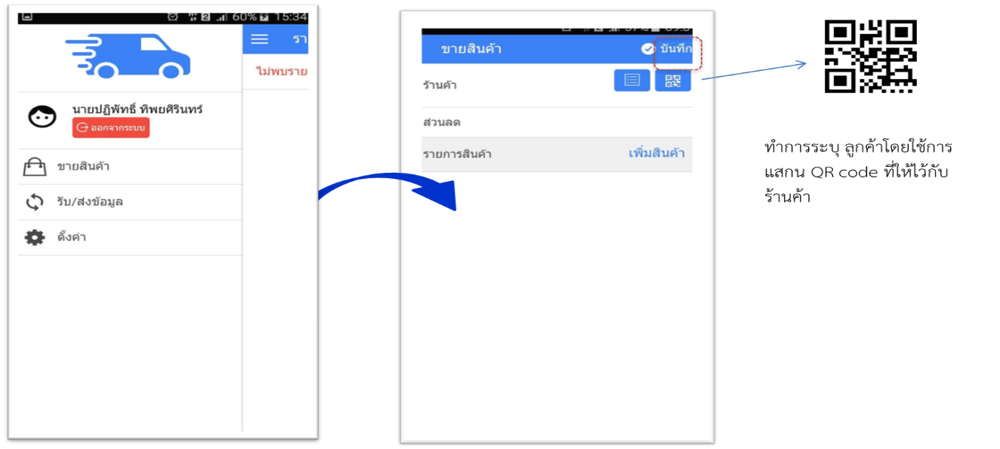 60% 15:34
รา
ไม่พบราย
นายปฏิพัทธิ์ ทิพยศิรินทร์
ออกจากระบบ
ขายสินค้า
รับ/ส่งข้อมูล
ตั้งค่า
ขายสินค้า
บันทึก
ร้านค้า
ส่วนลด
รายการสินค้า
เพิ่มสินค้า
ทำการระบุ ลูกค้าโดยใช้การ
แสกน QR code ที่ให้ไว้กับ
ร้านค้า